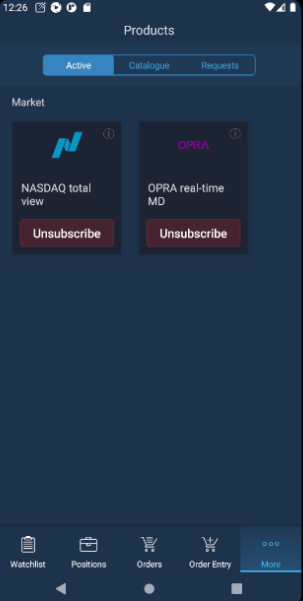 12:26
Products
Active Catalogue Requests
Market
OPRA
NASDAQ total
view
OPRA real-time
MD
Unsubscribe Unsubscribe
Watchlist Positions Orders Order Entry More